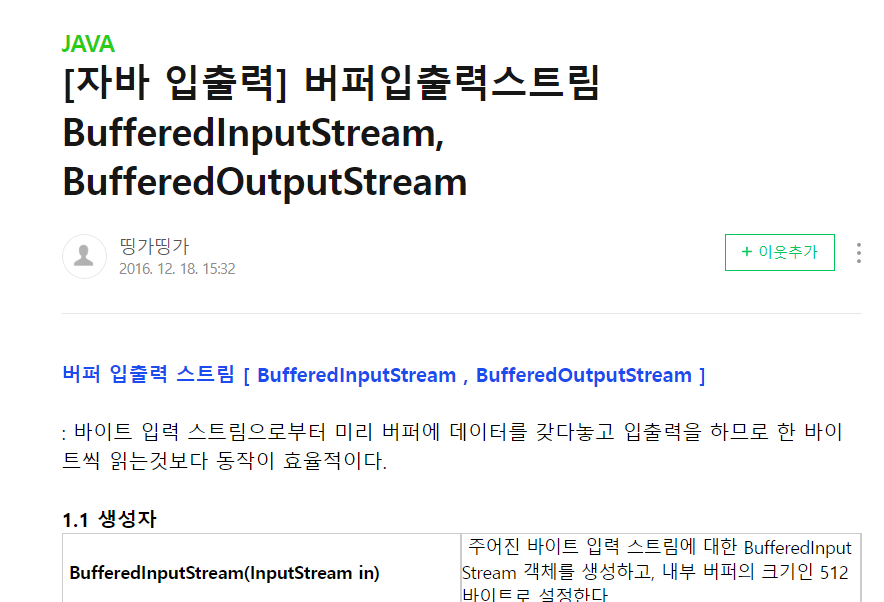 JAVA
[자바 입출력] 버퍼입출력스트림
BufferedInputStream,
BufferedOutputStream
띵가띵가
2016. 12. 18. 15:32
+ 이웃추가
버퍼 입출력 스트림 [ BufferedInputStream , BufferedOutputStream ]
: 바이트 입력 스트림으로부터 미리 버퍼에 데이터를 갖다놓고 입출력을 하므로 한 바이
트씩 읽는것보다 동작이 효율적이다.
1.1 생성자
BufferedInputStream(InputStream in)
주어진 바이트 입력 스트림에 대한 BufferedInput
Stream 객체를 생성하고, 내부 버퍼의 크기인 512
바이트로 설정한다